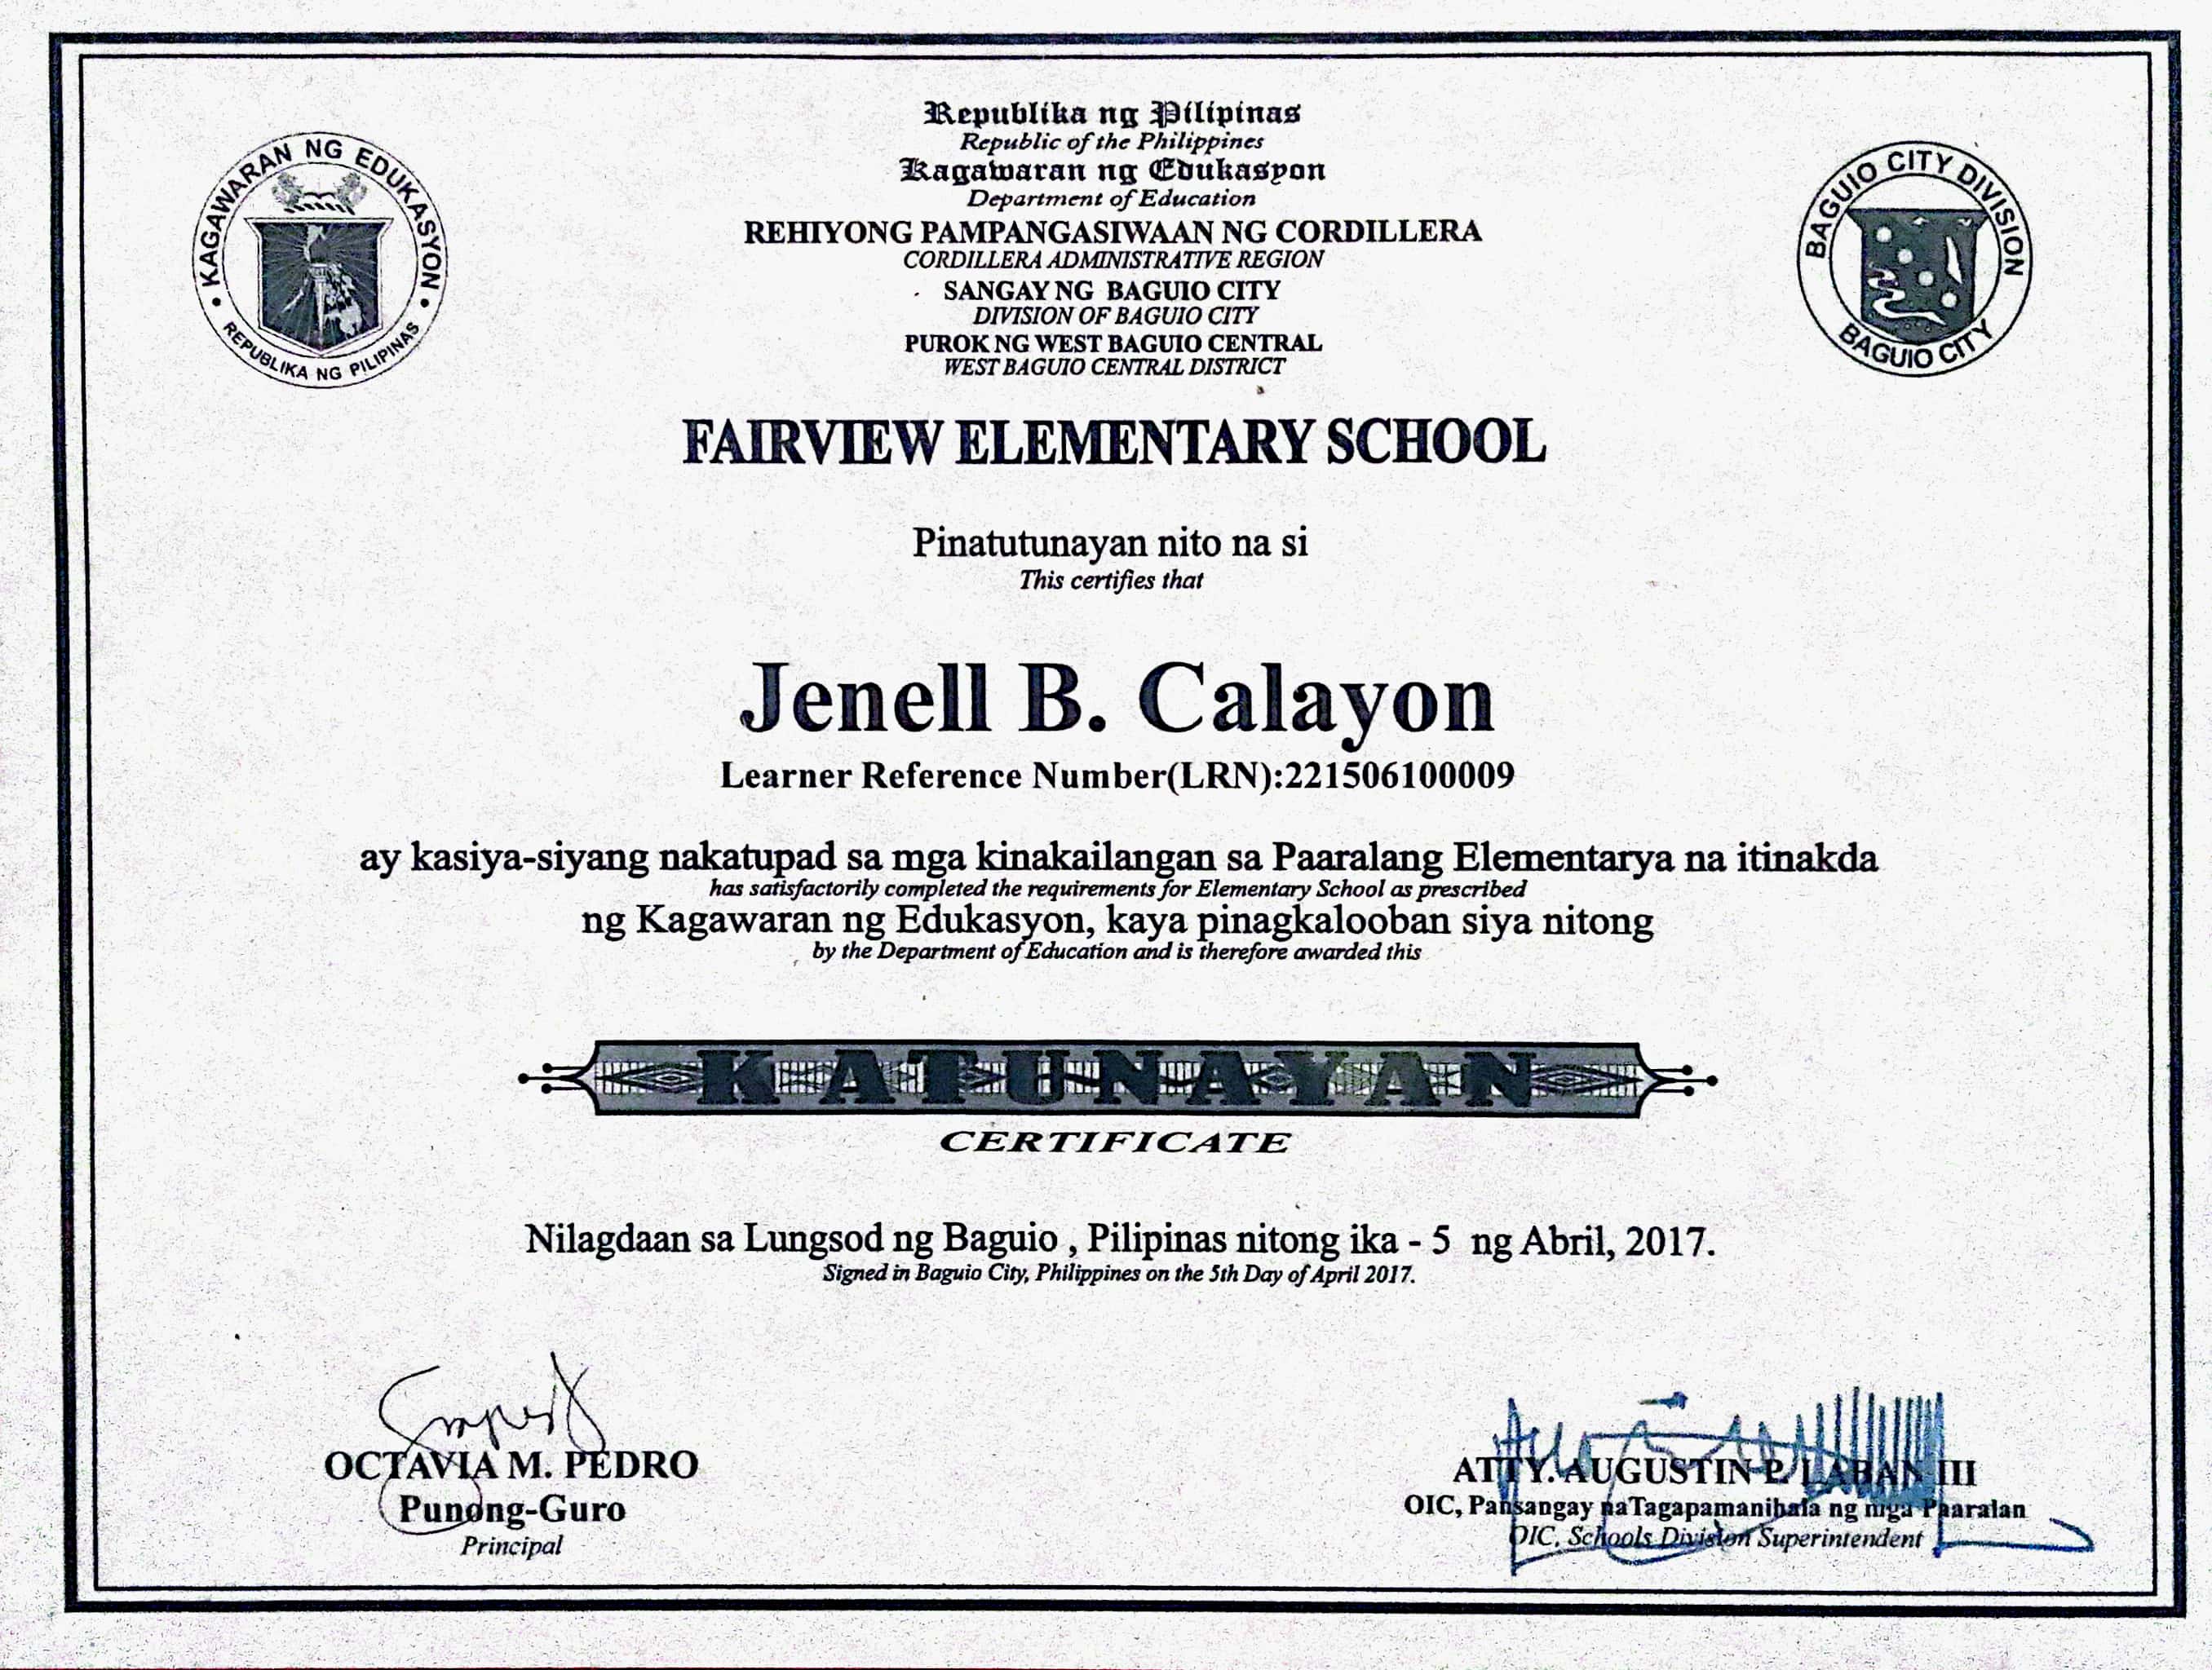 Republika ng Pilipinas
Republic of the Philippines
Kagawaran ng Edukasyon
Department of Education
REHIYONG PAMPANGASIWAAN NG CORDILLERA
CORDILLERA ADMINISTRATIVE REGION
SANGAY NG BAGUIO CITY
DIVISION OF BAGUIO CITY
PUROK NG WEST BAGUIO CENTRAL
WEST BAGUIO CENTRAL DISTRICT
KAGAWARAN NG EDUKASYON
REPUBLIKA NG PILIPINAS
BAGUIO CITY DIVISION
BAGUIO CITY
FAIRVIEW ELEMENTARY SCHOOL
Pinatutunayan nito na si
This certifies that
Jenell B. Calayon
Learner Reference Number(LRN):221506100009
ay kasiya-siyang nakatupad sa mga kinakailangan sa Paaralang Elementarya na itinakda
has satisfactorily completed the requirements for Elementary School as prescribed
ng Kagawaran ng Edukasyon, kaya pinagkalooban siya nitong
by the Department of Education and is therefore awarded this
KATUNAYAN
CERTIFICATE
Nilagdaan sa Lungsod ng Baguio , Pilipinas nitong ika - 5 ng Abril, 2017.
Signed in Baguio City, Philippines on the 5th Day of April 2017.
OCTAVIA M. PEDRO
Punong-Guro
Principal
ATTY. AUGUSTIN P. LABAN III
OIC, Pansangay naTagapamanihala ng mga Paaralan
OIC, Schools Division Superintendent